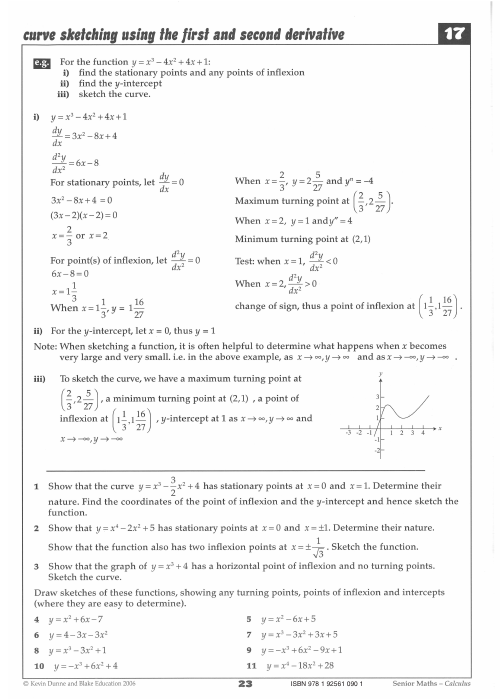 curve sketching using the first and second derivative 17
e.g. For the function y = x³ – 4x² + 4x + 1:
i) find the stationary points and any points of inflexion
ii) find the y-intercept
iii) sketch the curve.
i) y = x³ – 4x² + 4x + 1
dy/dx = 3x² – 8x + 4
d²y/dx² = 6x – 8
For stationary points, let dy/dx = 0
3x² – 8x + 4 = 0
(3x – 2)(x – 2) = 0
x = 2/3 or x = 2
For point(s) of inflexion, let d²y/dx² = 0
6x – 8 = 0
x = 1 1/3
When x = 1 1/3, y = 1 16/27
When x = 2/3, y = 2 5/27 and y″ = –4
Maximum turning point at (2/3, 2 5/27).
When x = 2, y = 1 and y″ = 4
Minimum turning point at (2,1)
Test: when x = 1, d²y/dx² < 0
When x = 2, d²y/dx² > 0
change of sign, thus a point of inflexion at (1 1/3, 1 16/27).
ii) For the y-intercept, let x = 0, thus y = 1
Note: When sketching a function, it is often helpful to determine what happens when x becomes
very large and very small. i.e. in the above example, as x → ∞, y → ∞ and as x → –∞, y → –∞ .
iii) To sketch the curve, we have a maximum turning point at
(2/3, 2 5/27), a minimum turning point at (2,1) , a point of
inflexion at (1 1/3, 1 16/27), y-intercept at 1 as x → ∞, y → ∞ and
x → –∞, y → –∞
y
3
2
1
-3 -2 -1 1 2 3 4 x
-1
-2
1 Show that the curve y = x³ – 3/2 x² + 4 has stationary points at x = 0 and x = 1. Determine their
nature. Find the coordinates of the point of inflexion and the y-intercept and hence sketch the
function.
2 Show that y = x⁴ – 2x² + 5 has stationary points at x = 0 and x = ±1. Determine their nature.
Show that the function also has two inflexion points at x = ± 1/√3. Sketch the function.
3 Show that the graph of y = x³ + 4 has a horizontal point of inflexion and no turning points.
Sketch the curve.
Draw sketches of these functions, showing any turning points, points of inflexion and intercepts
(where they are easy to determine).
4 y = x² + 6x – 7
5 y = x² – 6x + 5
6 y = 4 – 3x – 3x²
7 y = x³ – 3x² + 3x + 5
8 y = x³ – 3x² + 1
9 y = –x³ + 6x² – 9x + 1
10 y = –x³ + 6x² + 4
11 y = x⁴ – 18x² + 28
© Kevin Dunne and Blake Education 2006 23 ISBN 978 1 92561 090 1 Senior Maths – Calculus